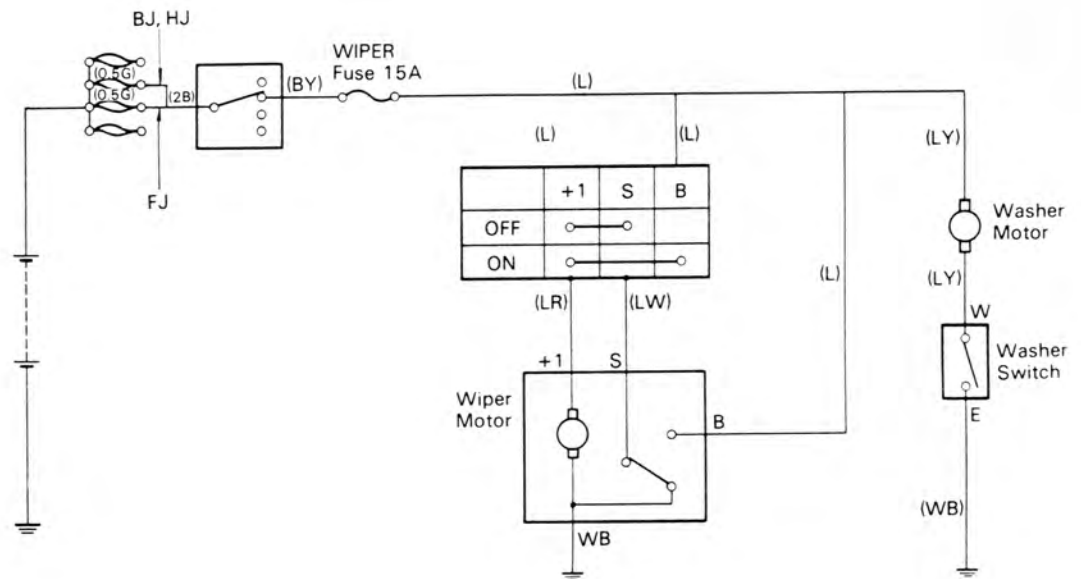 BJ, HJ
(0.5G)
(0.5G)
(2B)
FJ
(BY)
WIPER
Fuse 15A
(L)
(L)
(L)
(LY)
+1 S B
OFF
ON
(LR)
(LW)
(L)
Washer
Motor
(LY)
W
Washer
Switch
E
+1
S
Wiper
Motor
B
WB
(WB)